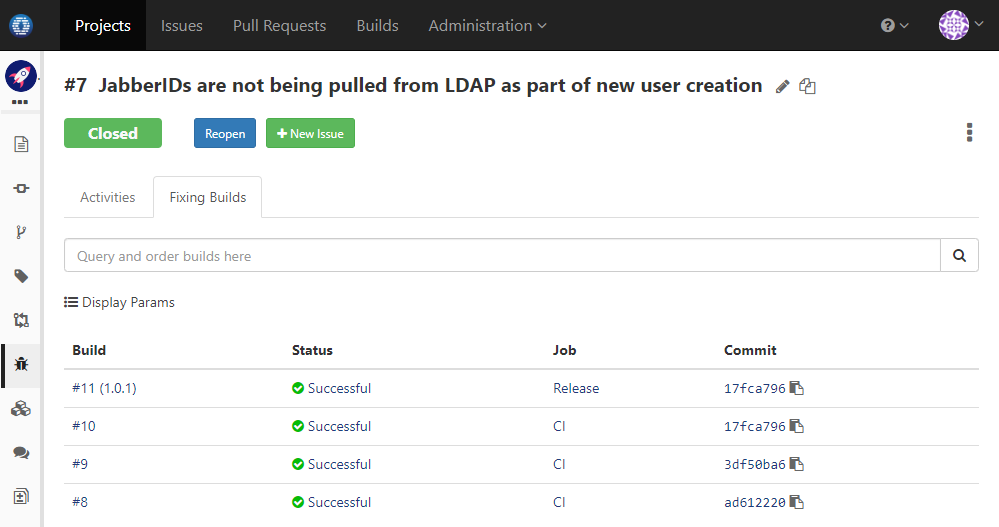 Projects Issues Pull Requests Builds Administration
#7 JabberIDs are not being pulled from LDAP as part of new user creation
Closed Reopen New Issue
Activities Fixing Builds
Query and order builds here
Display Params
Build Status Job Commit
#11 (1.0.1) Successful Release 17fca796
#10 Successful CI 17fca796
#9 Successful CI 3df50ba6
#8 Successful CI ad612220